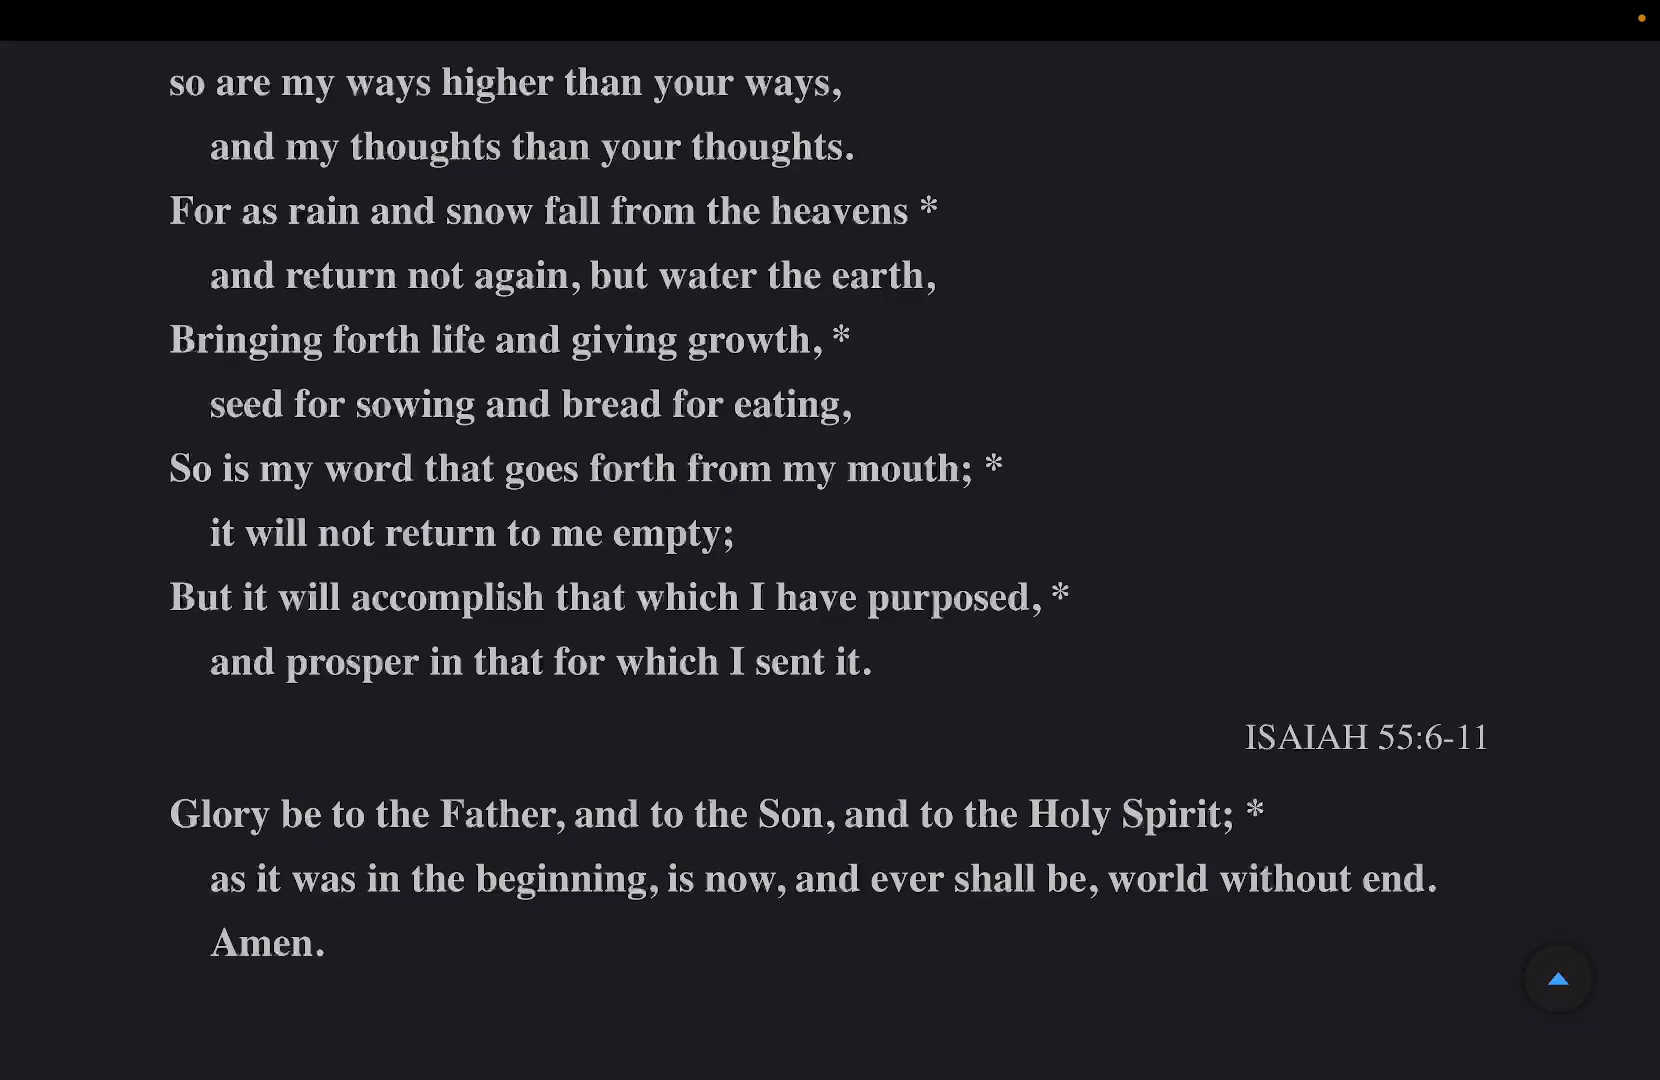 so are my ways higher than your ways,
and my thoughts than your thoughts.
For as rain and snow fall from the heavens *
and return not again, but water the earth,
Bringing forth life and giving growth, *
seed for sowing and bread for eating,
So is my word that goes forth from my mouth; *
it will not return to me empty;
But it will accomplish that which I have purposed, *
and prosper in that for which I sent it.
ISAIAH 55:6-11
Glory be to the Father, and to the Son, and to the Holy Spirit; *
as it was in the beginning, is now, and ever shall be, world without end.
Amen.